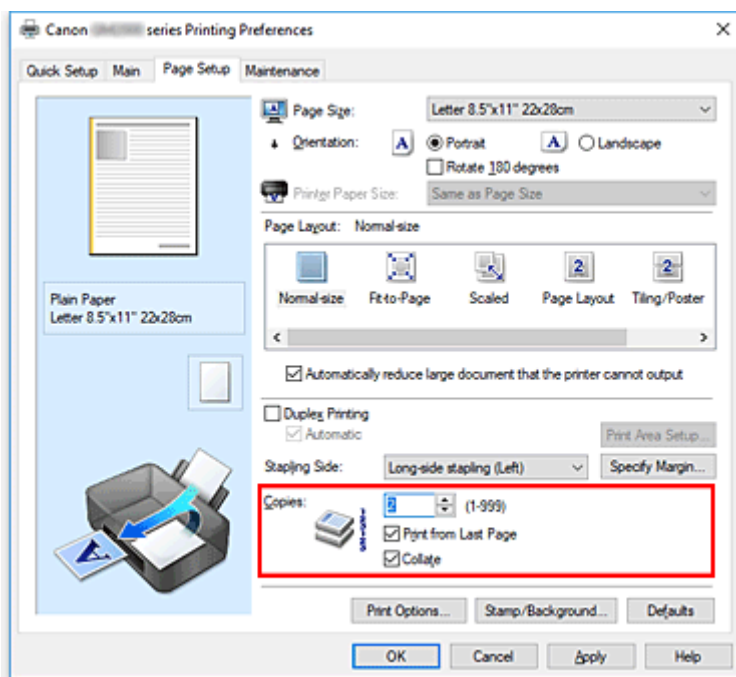 Canon series Printing Preferences
Quick Setup Main Page Setup Maintenance
Page Size: Letter 8.5"x11" 22x28cm
Orientation: A Portrait A Landscape
Rotate 180 degrees
Printer Paper Size: Same as Page Size
Page Layout: Normal-size
2 2
Normal-size Fit-to-Page Scaled Page Layout Tiling/Poster
Plain Paper
Letter 8.5"x11" 22x28cm
Automatically reduce large document that the printer cannot output
Duplex Printing
Automatic
Print Area Setup...
Stapling Side: Long-side stapling (Left) Specify Margin...
Copies: 2 (1-999)
Print from Last Page
Collate
A
Print Options... Stamp/Background... Defaults
OK Cancel Apply Help